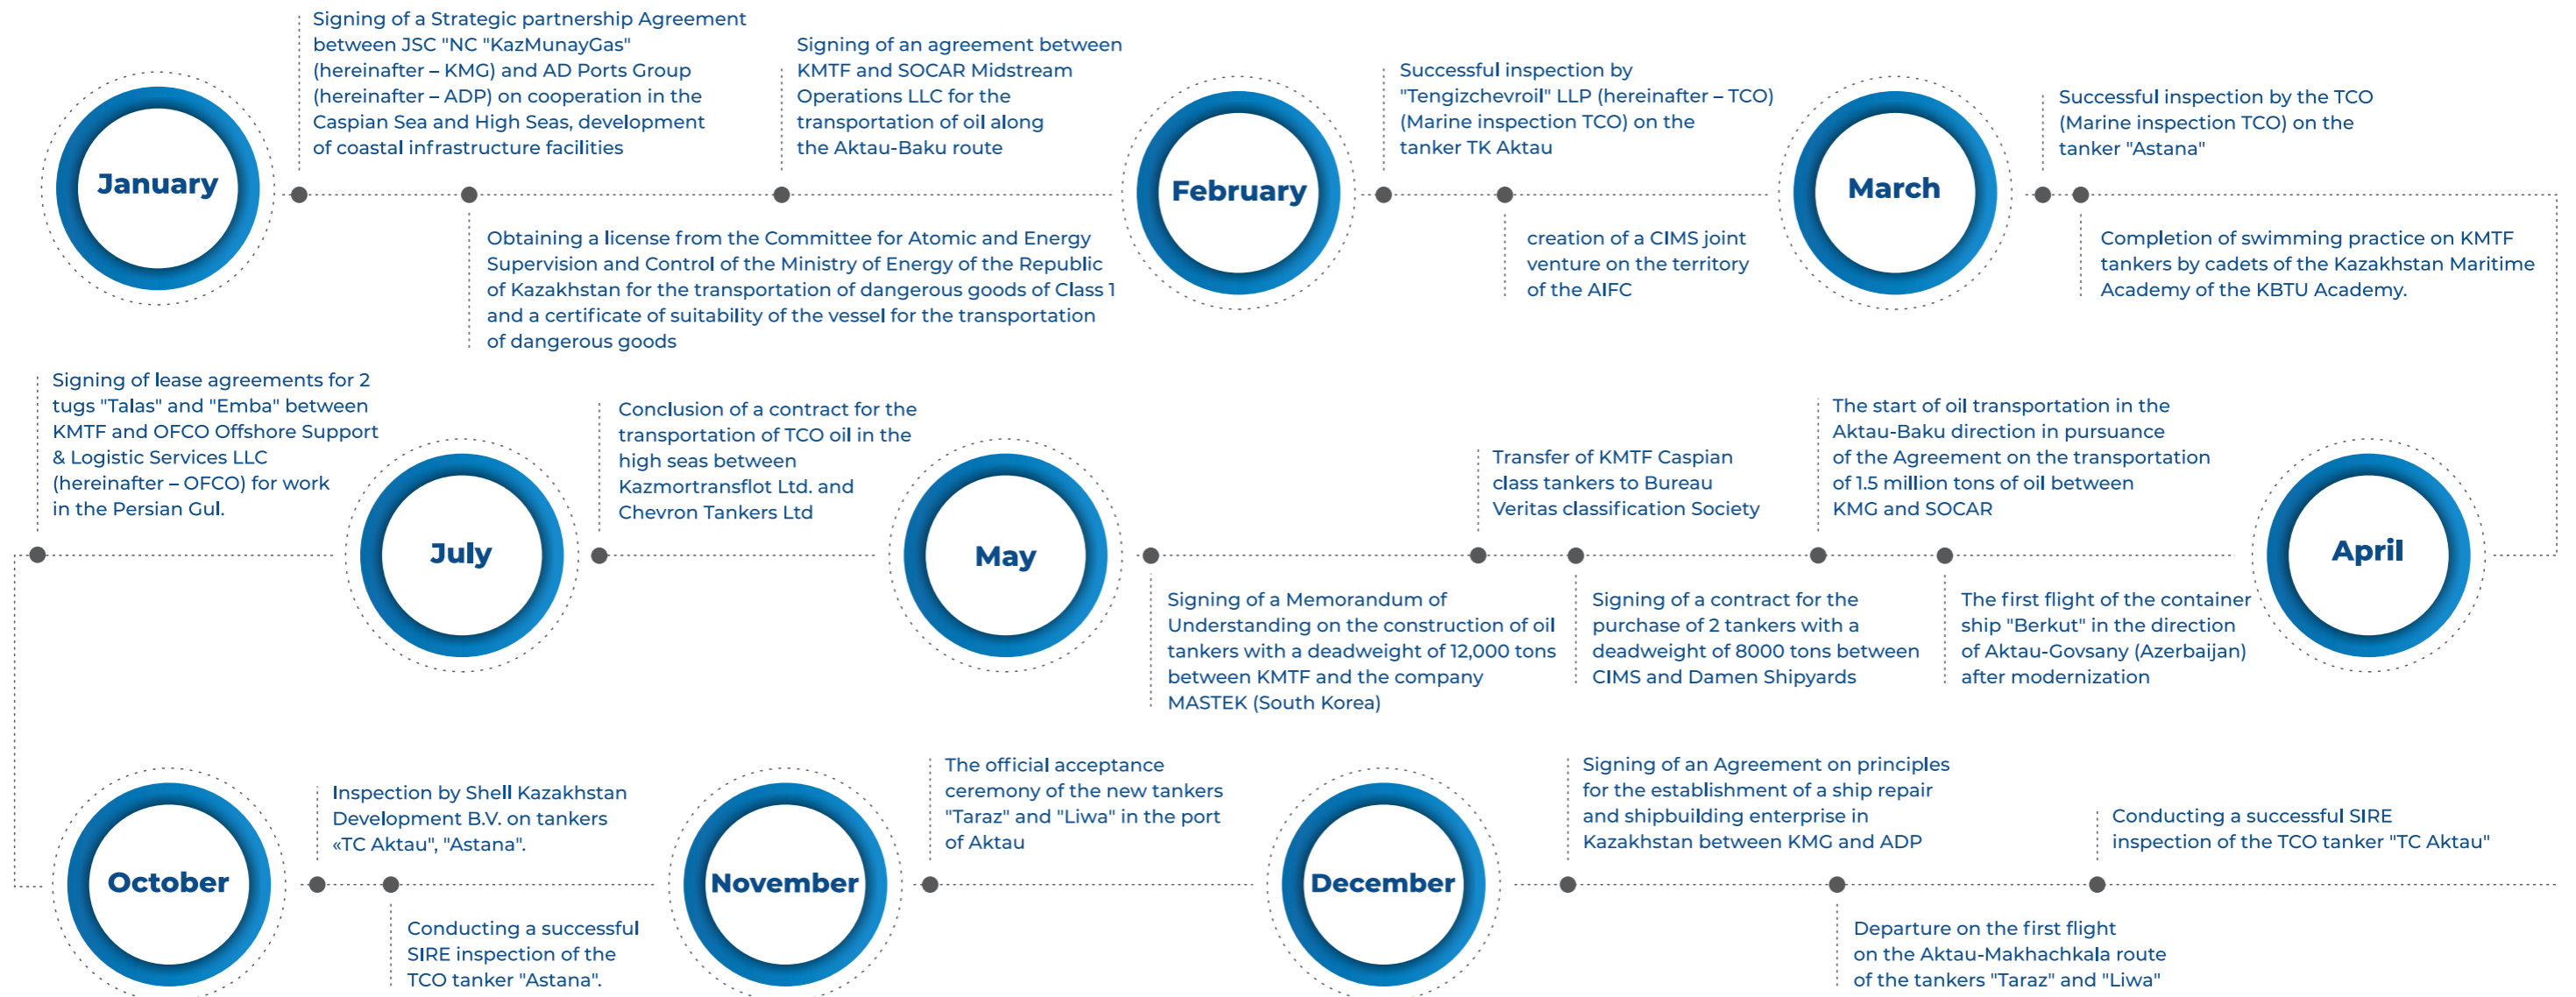 January
Signing of a Strategic partnership Agreement
between JSC "NC "KazMunayGas"
(hereinafter – KMG) and AD Ports Group
(hereinafter – ADP) on cooperation in the
Caspian Sea and High Seas, development
of coastal infrastructure facilities
Obtaining a license from the Committee for Atomic and Energy
Supervision and Control of the Ministry of Energy of the Republic
of Kazakhstan for the transportation of dangerous goods of Class 1
and a certificate of suitability of the vessel for the transportation
of dangerous goods
Signing of an agreement between
KMTF and SOCAR Midstream
Operations LLC for the
transportation of oil along
the Aktau-Baku route
February
Successful inspection by
"Tengizchevroil" LLP (hereinafter – TCO)
(Marine inspection TCO) on the
tanker TK Aktau
creation of a CIMS joint
venture on the territory
of the AIFC
March
Successful inspection by the TCO
(Marine inspection TCO) on the
tanker "Astana"
Completion of swimming practice on KMTF
tankers by cadets of the Kazakhstan Maritime
Academy of the KBTU Academy.
April
The first flight of the container
ship "Berkut" in the direction
of Aktau-Govsany (Azerbaijan)
after modernization
The start of oil transportation in the
Aktau-Baku direction in pursuance
of the Agreement on the transportation
of 1.5 million tons of oil between
KMG and SOCAR
Signing of a contract for the
purchase of 2 tankers with a
deadweight of 8000 tons between
CIMS and Damen Shipyards
Transfer of KMTF Caspian
class tankers to Bureau
Veritas classification Society
Signing of a Memorandum of
Understanding on the construction of oil
tankers with a deadweight of 12,000 tons
between KMTF and the company
MASTEK (South Korea)
May
Conclusion of a contract for the
transportation of TCO oil in the
high seas between
Kazmortransflot Ltd. and
Chevron Tankers Ltd
July
Signing of lease agreements for 2
tugs "Talas" and "Emba" between
KMTF and OFCO Offshore Support
& Logistic Services LLC
(hereinafter – OFCO) for work
in the Persian Gul.
October
Inspection by Shell Kazakhstan
Development B.V. on tankers
«TC Aktau", "Astana".
Conducting a successful
SIRE inspection of the
TCO tanker "Astana".
November
The official acceptance
ceremony of the new tankers
"Taraz" and "Liwa" in the port
of Aktau
December
Signing of an Agreement on principles
for the establishment of a ship repair
and shipbuilding enterprise in
Kazakhstan between KMG and ADP
Departure on the first flight
on the Aktau-Makhachkala route
of the tankers "Taraz" and "Liwa"
Conducting a successful SIRE
inspection of the TCO tanker "TC Aktau"